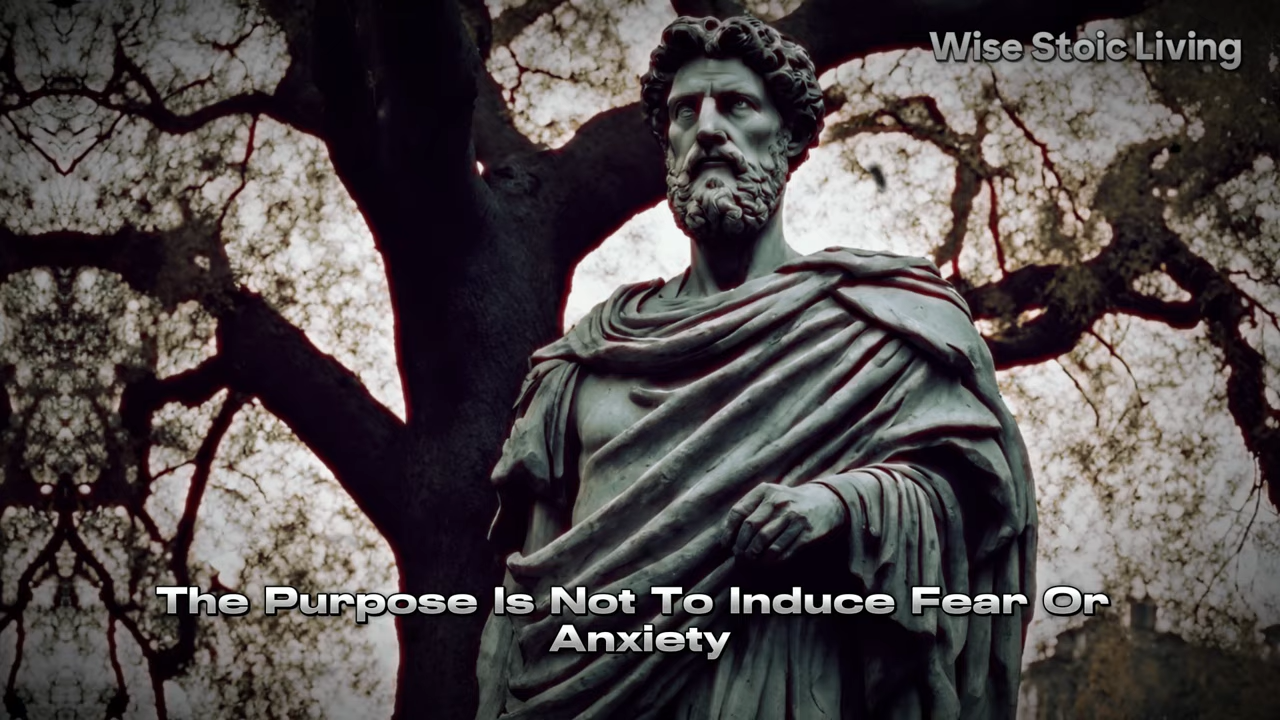 Wise Stoic Living
The Purpose Is Not To Induce Fear Or
Anxiety